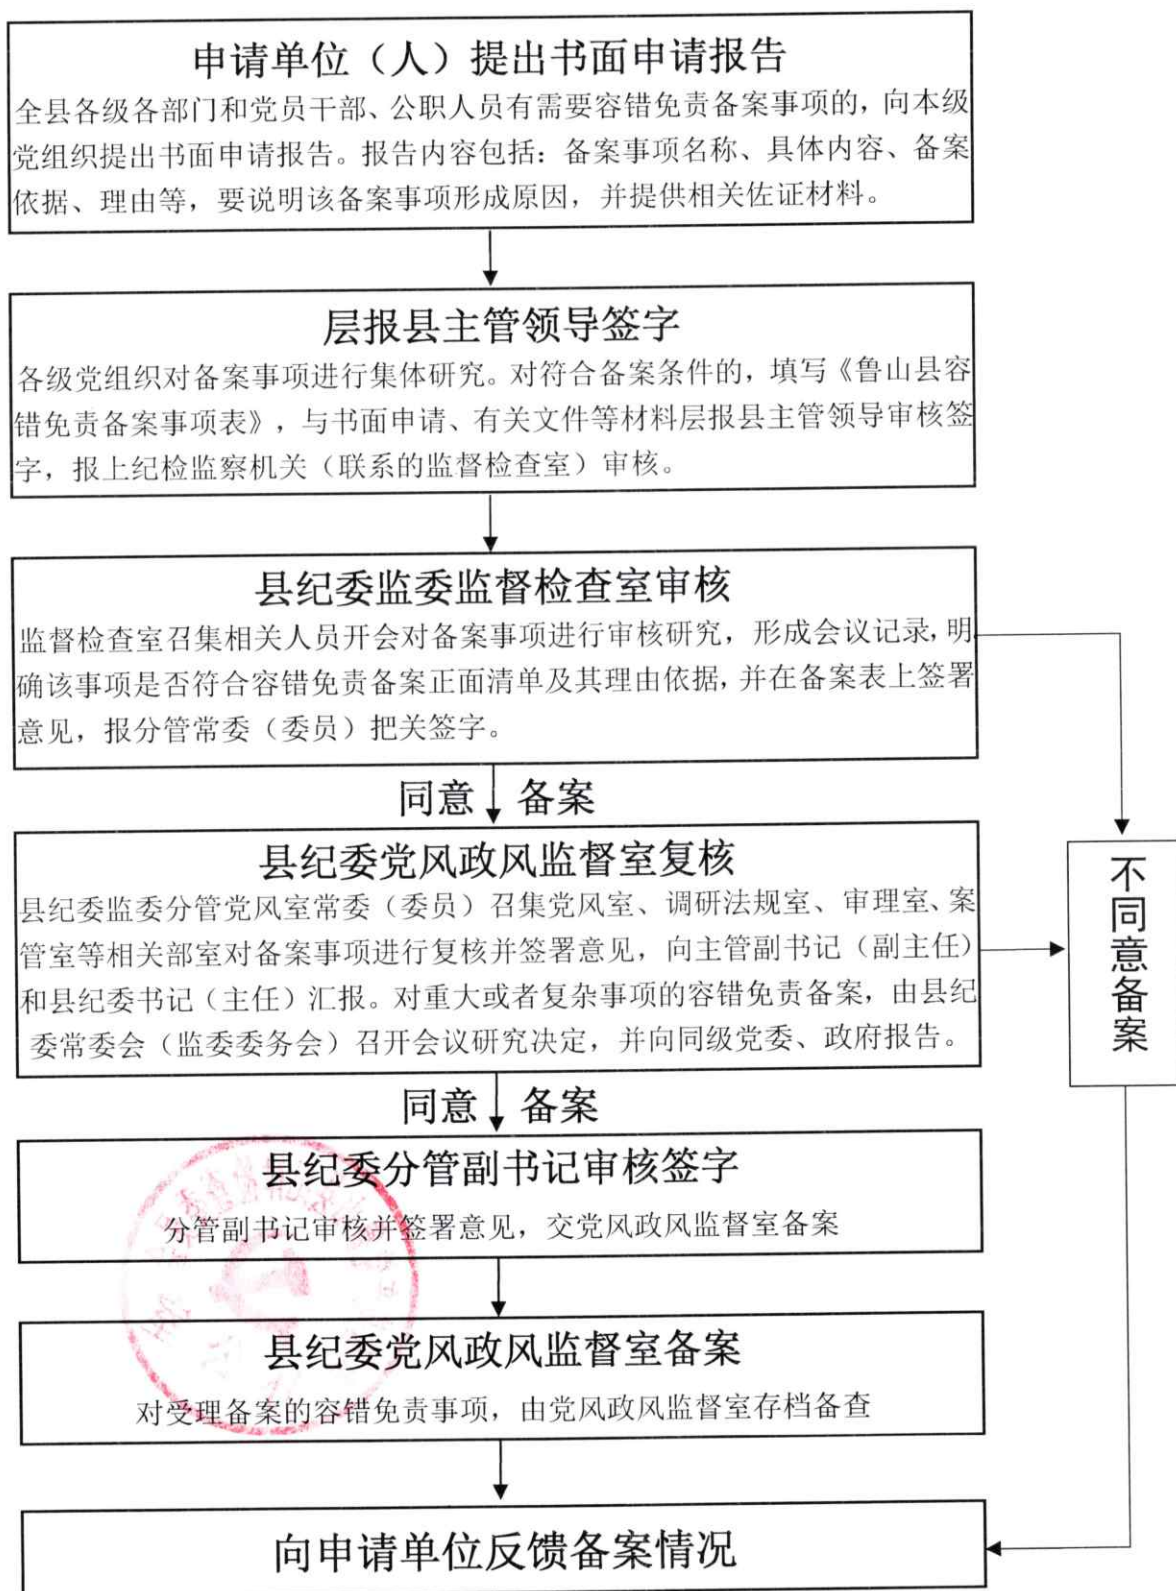 申请单位（人）提出书面申请报告
全县各级各部门和党员干部、公职人员有需要容错免责备案事项的，向本级
党组织提出书面申请报告。报告内容包括：备案事项名称、具体内容、备案
依据、理由等，要说明该备案事项形成原因，并提供相关佐证材料。
层报县主管领导签字
各级党组织对备案事项进行集体研究。对符合备案条件的，填写《鲁山县容
错免责备案事项表》，与书面申请、有关文件等材料层报县主管领导审核签
字，报上纪检监察机关（联系的监督检查室）审核。
县纪委监委监督检查室审核
监督检查室召集相关人员开会对备案事项进行审核研究，形成会议记录，明
确该事项是否符合容错免责备案正面清单及其理由依据，并在备案表上签署
意见，报分管常委（委员）把关签字。
同意 备案
县纪委党风政风监督室复核
县纪委监委分管党风室常委（委员）召集党风室、调研法规室、审理室、案
管室等相关部室对备案事项进行复核并签署意见，向主管副书记（副主任）
和县纪委书记（主任）汇报。对重大或者复杂事项的容错免责备案，由县纪
委常委会（监委委务会）召开会议研究决定，并向同级党委、政府报告。
不同意备案
同意 备案
县纪委分管副书记审核签字
分管副书记审核并签署意见，交党风政风监督室备案
县纪委党风政风监督室备案
对受理备案的容错免责事项，由党风政风监督室存档备查
向申请单位反馈备案情况